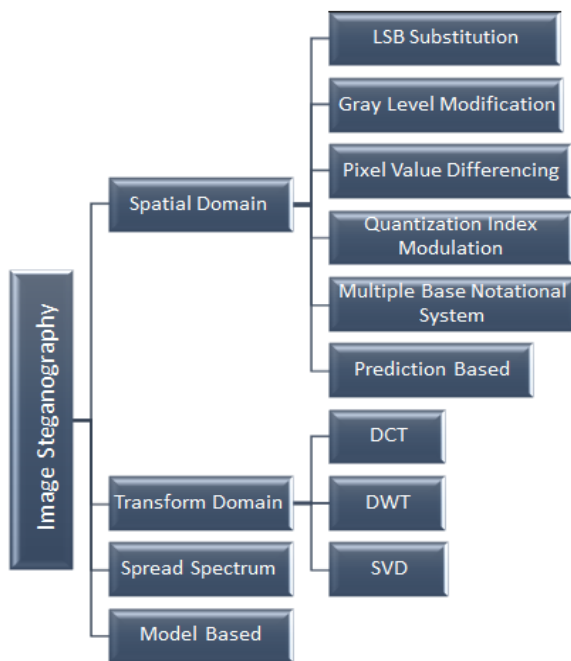 Image Steganography
Spatial Domain
LSB Substitution
Gray Level Modification
Pixel Value Differencing
Quantization Index
Modulation
Multiple Base Notational
System
Prediction Based
Transform Domain
DCT
DWT
SVD
Spread Spectrum
Model Based